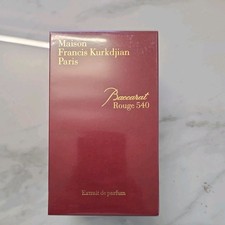 Maison
Francis Kurkdjian
Paris
Baccarat
Rouge 540
Extrait de parfum